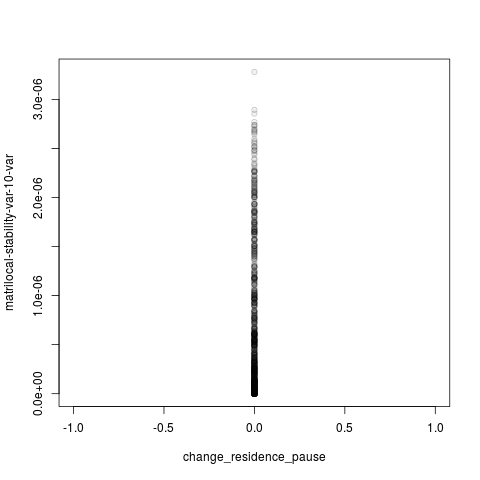 matrilocal-stability-var-10-var
3.0e-06
2.0e-06
1.0e-06
0.0e+00
-1.0 -0.5 0.0 0.5 1.0
change_residence_pause